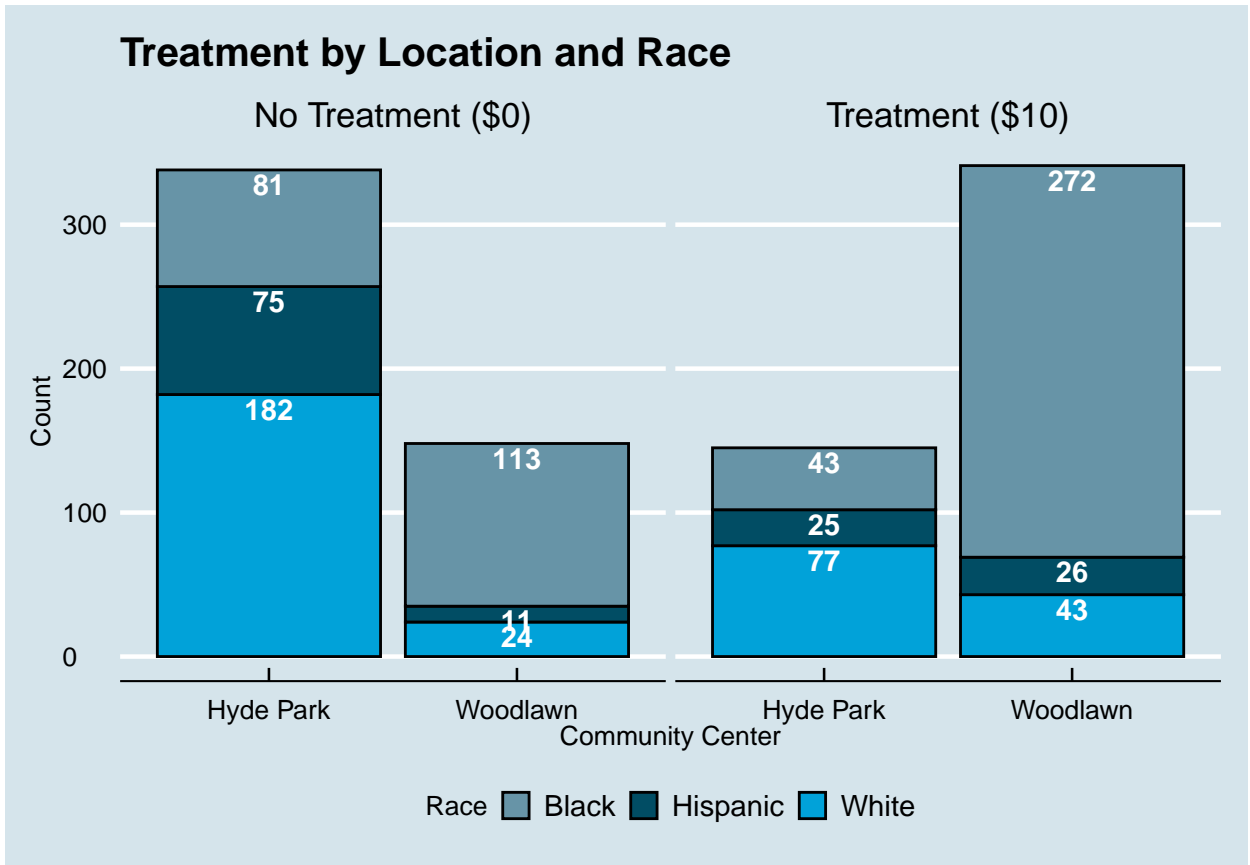 Treatment by Location and Race
No Treatment ($0) Treatment ($10)
Count
300
200
100
0
81
75
182
113
11
24
43
25
77
272
26
43
Hyde Park Woodlawn Hyde Park Woodlawn
Community Center
Race Black Hispanic White